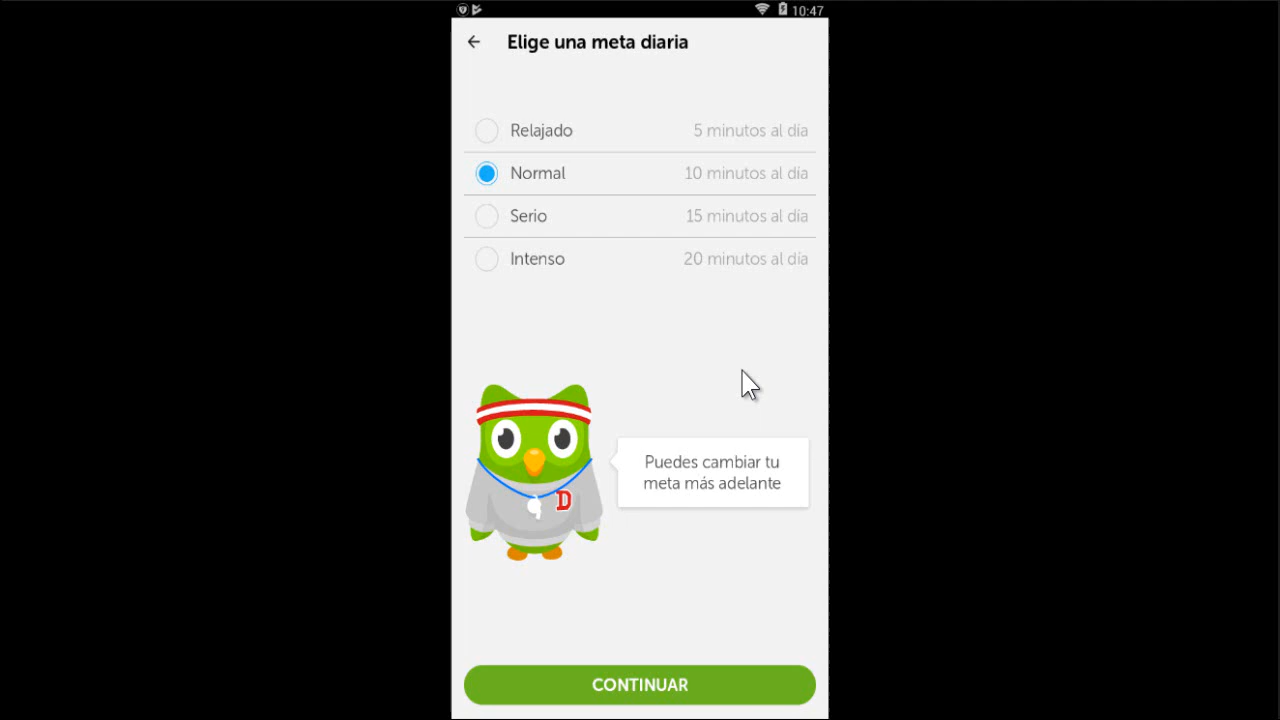 10:47
Elige una meta diaria
Relajado 5 minutos al día
Normal 10 minutos al día
Serio 15 minutos al día
Intenso 20 minutos al día
Puedes cambiar tu
meta más adelante
D
CONTINUAR